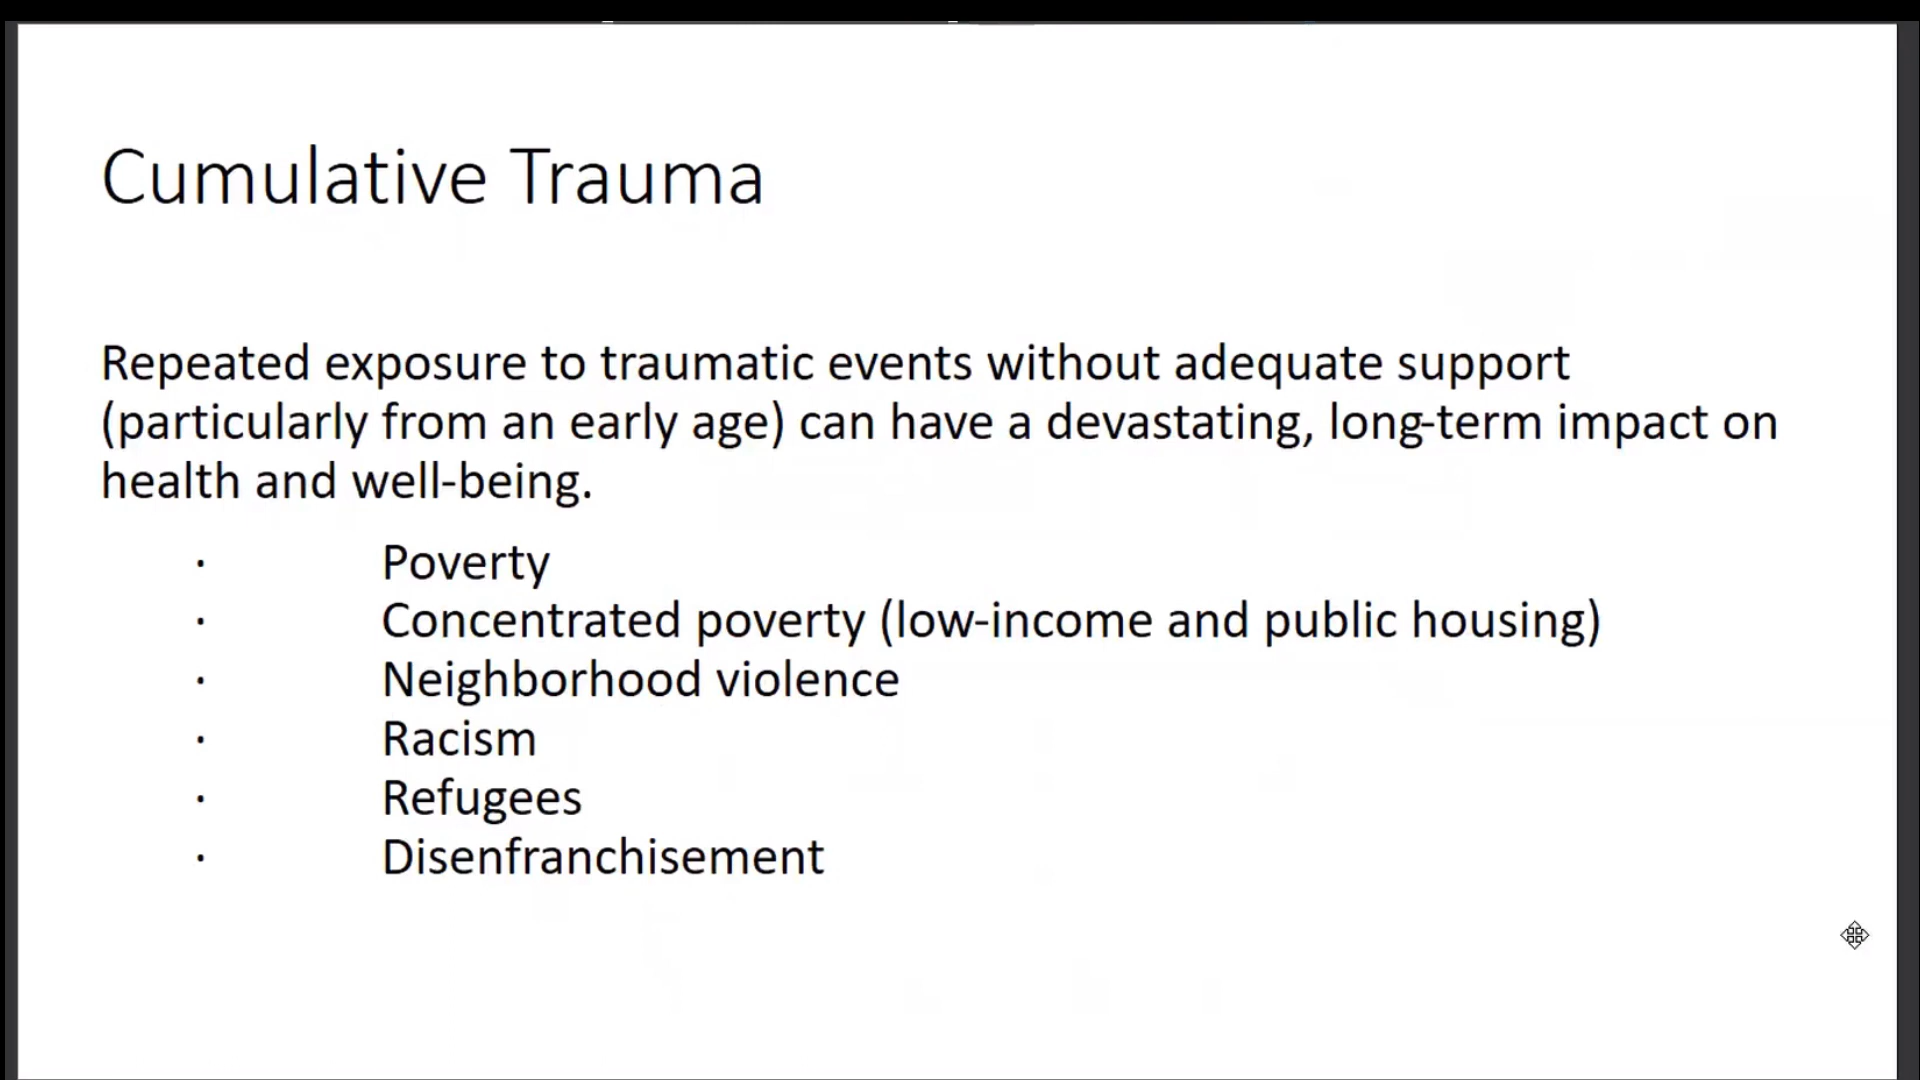 Cumulative Trauma
Repeated exposure to traumatic events without adequate support
(particularly from an early age) can have a devastating, long-term impact on
health and well-being.
· Poverty
· Concentrated poverty (low-income and public housing)
· Neighborhood violence
· Racism
· Refugees
· Disenfranchisement